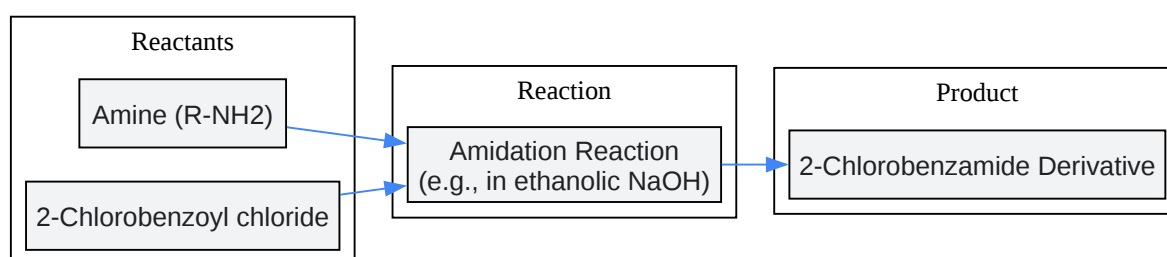 Reactants
Amine (R-NH2)
2-Chlorobenzoyl chloride
Reaction
Amidation Reaction
(e.g., in ethanolic NaOH)
Product
2-Chlorobenzamide Derivative